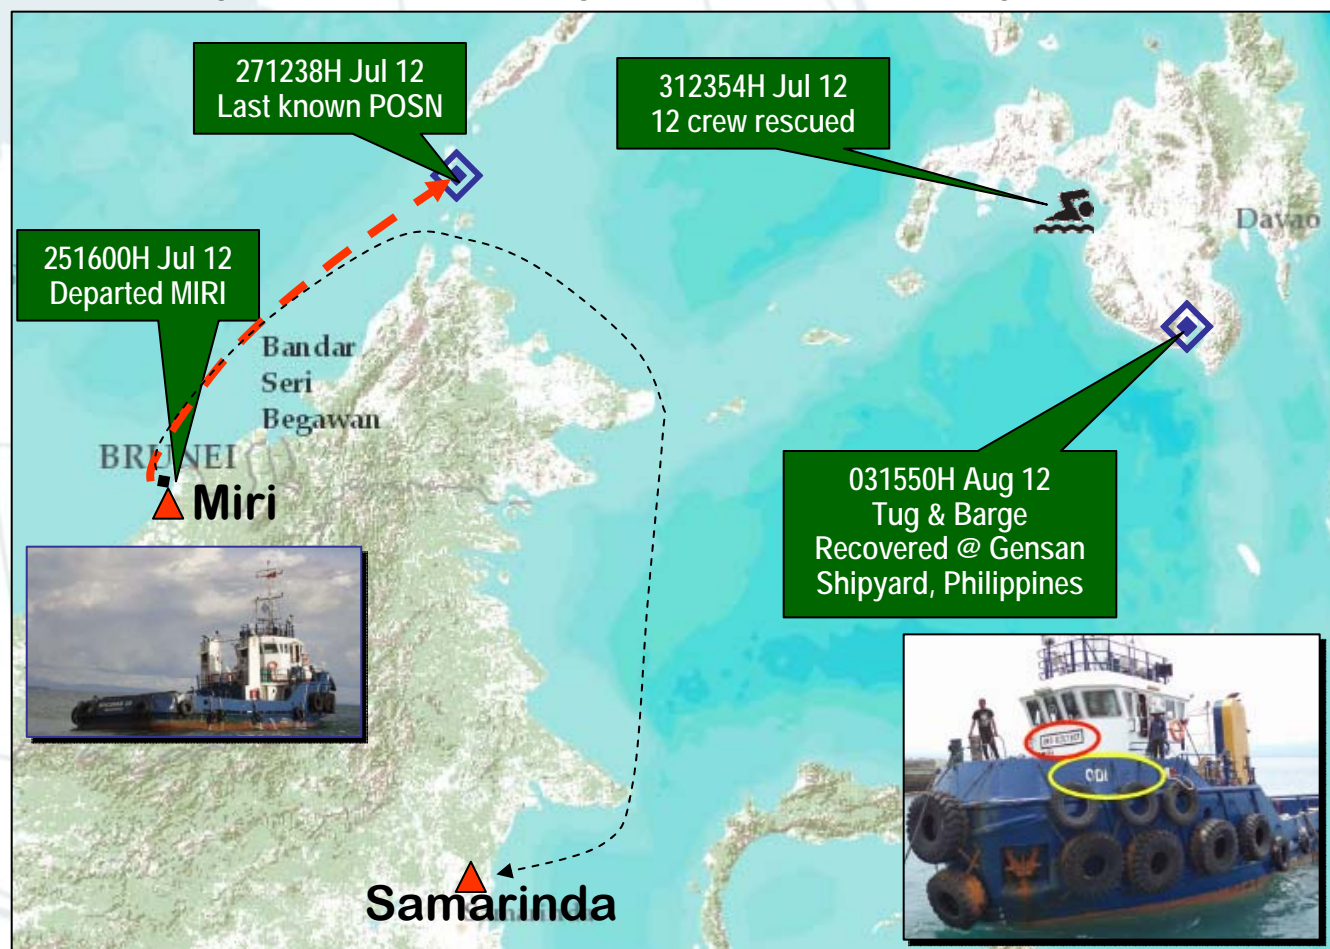 271238H Jul 12
Last known POSN
312354H Jul 12
12 crew rescued
Davao
251600H Jul 12
Departed MIRI
Bandar
Seri
Begawan
BRUNEI
Miri
031550H Aug 12
Tug & Barge
Recovered @ Gensan
Shipyard, Philippines
ODI
Samarinda